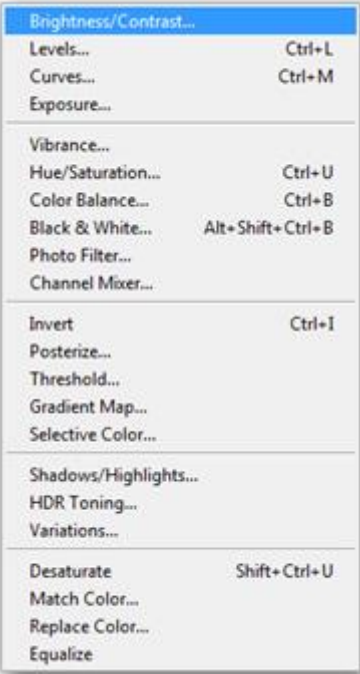 Brightness/Contrast...
Levels... Ctrl+L
Curves... Ctrl+M
Exposure...
Vibrance...
Hue/Saturation... Ctrl+U
Color Balance... Ctrl+B
Black & White... Alt+Shift+Ctrl+B
Photo Filter...
Channel Mixer...
Invert Ctrl+I
Posterize...
Threshold...
Gradient Map...
Selective Color...
Shadows/Highlights...
HDR Toning...
Variations...
Desaturate Shift+Ctrl+U
Match Color...
Replace Color...
Equalize